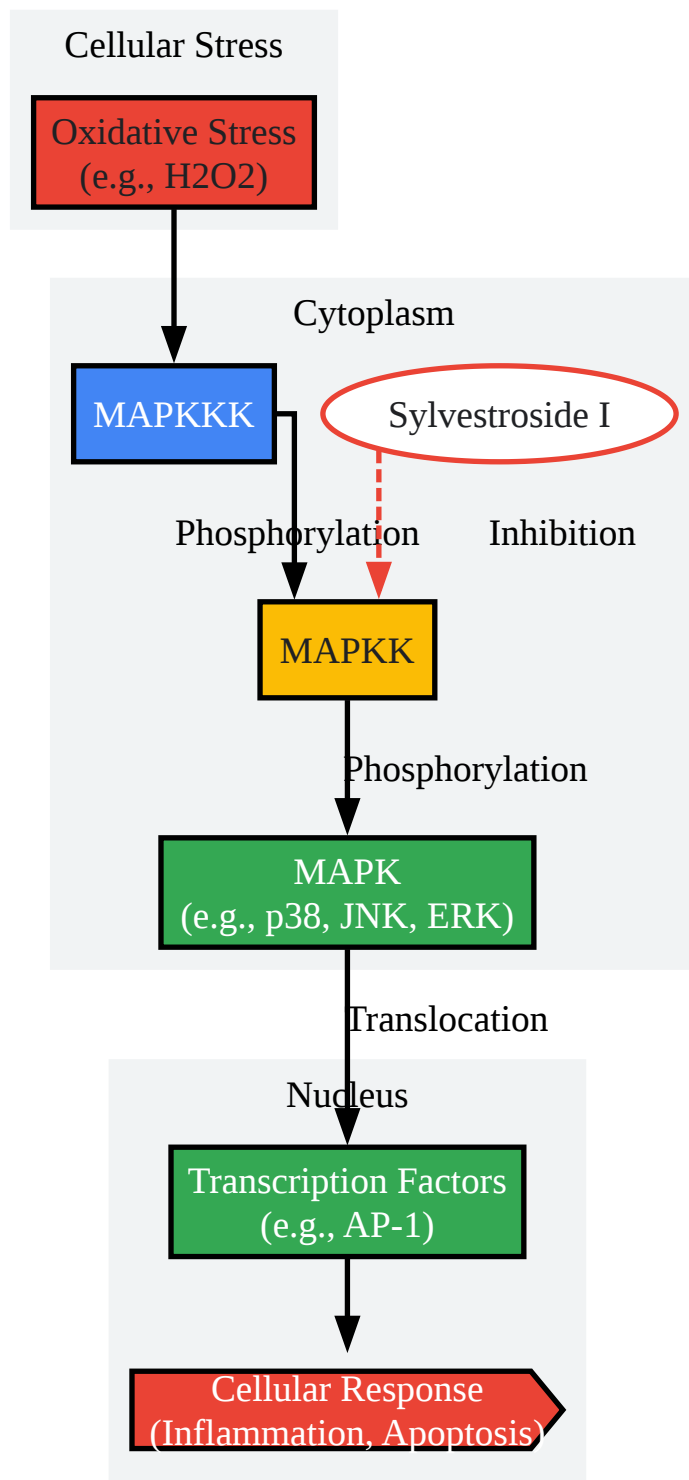 Cellular Stress
Oxidative Stress
(e.g., H2O2)
Cytoplasm
MAPKKK
Sylvestroside I
Phosphorylation
Inhibition
MAPKK
Phosphorylation
MAPK
(e.g., p38, JNK, ERK)
Translocation
Nucleus
Transcription Factors
(e.g., AP-1)
Cellular Response
(Inflammation, Apoptosis)